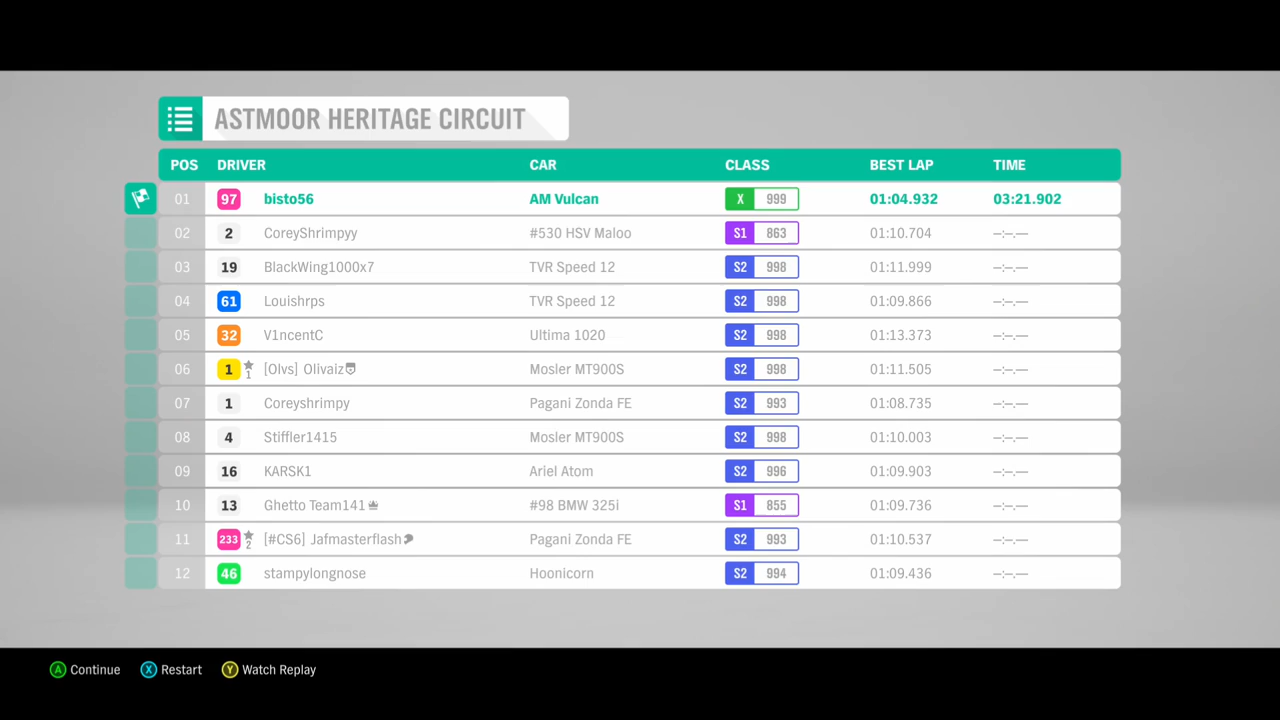 ASTMOOR HERITAGE CIRCUIT
POS DRIVER CAR CLASS BEST LAP TIME
01 97 bisto56 AM Vulcan X 999 01:04.932 03:21.902
02 2 CoreyShrimpyy #530 HSV Maloo S1 863 01:10.704 --:--.---
03 19 BlackWing1000x7 TVR Speed 12 S2 998 01:11.999 --:--.---
04 61 Louishrps TVR Speed 12 S2 998 01:09.866 --:--.---
05 32 V1ncentC Ultima 1020 S2 998 01:13.373 --:--.---
06 1 1 [Olvs] Olivaiz Mosler MT900S S2 998 01:11.505 --:--.---
07 1 Coreyshrimpy Pagani Zonda FE S2 993 01:08.735 --:--.---
08 4 Stiffler1415 Mosler MT900S S2 998 01:10.003 --:--.---
09 16 KARSK1 Ariel Atom S2 996 01:09.903 --:--.---
10 13 Ghetto Team141 #98 BMW 325i S1 855 01:09.736 --:--.---
11 233 2 [#CS6] Jafmasterflash Pagani Zonda FE S2 993 01:10.537 --:--.---
12 46 stampylongnose Hoonicorn S2 994 01:09.436 --:--.---
A Continue X Restart Y Watch Replay